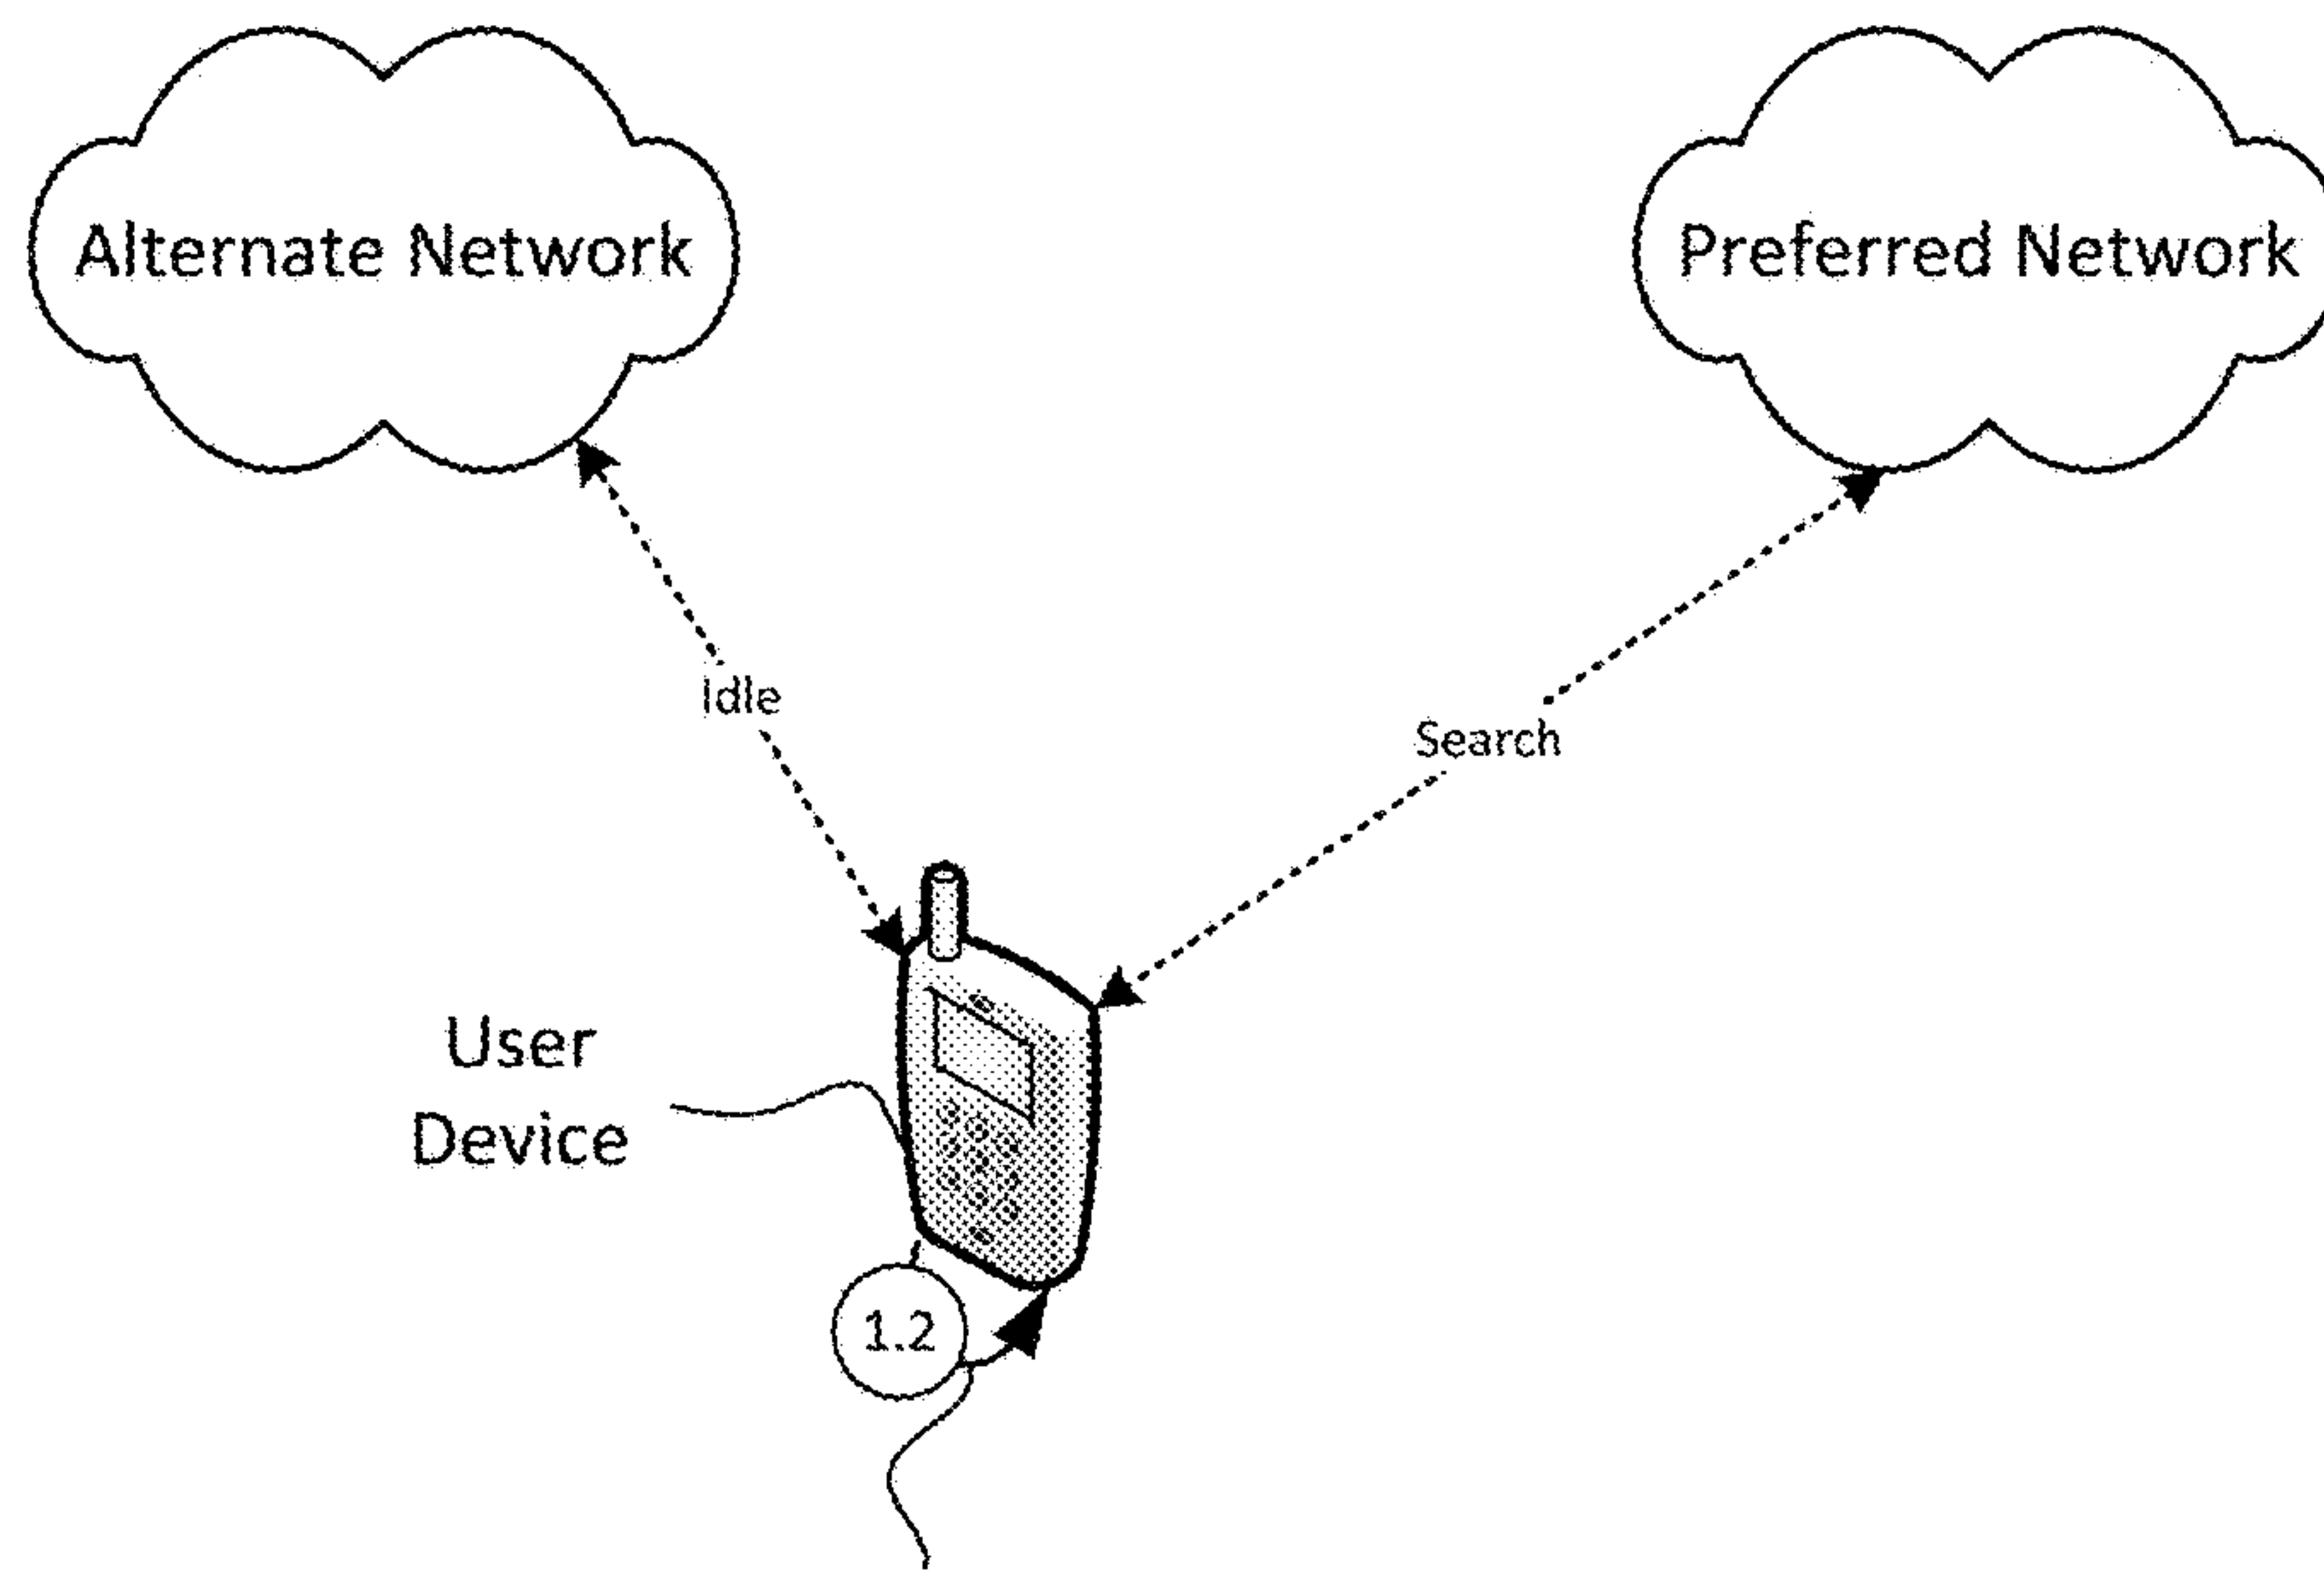 Alternate Network
Preferred Network
Idle
Search
User
Device
1.2